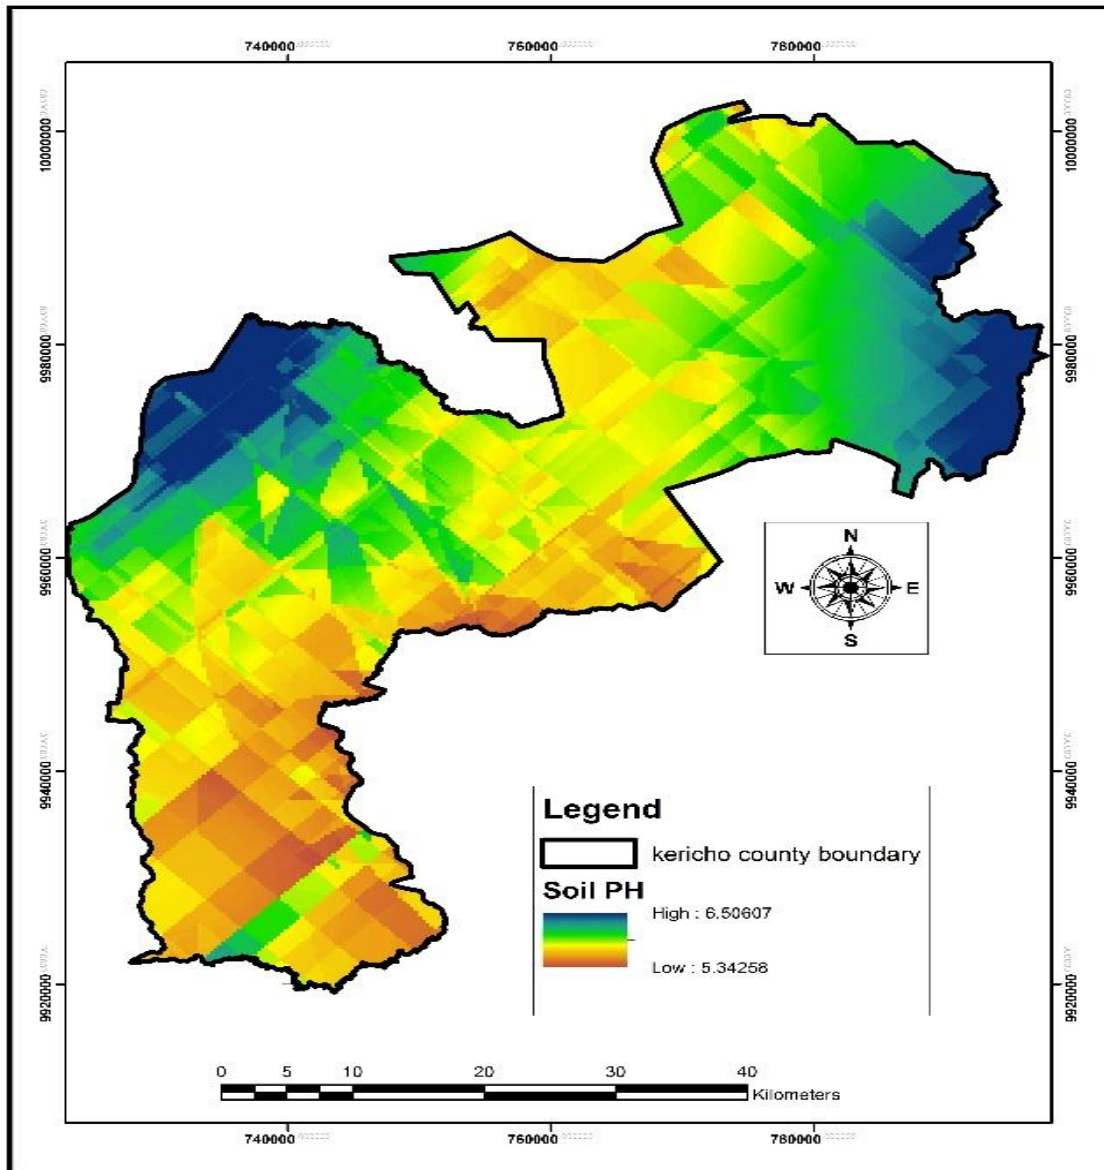 740000 760000 780000
10000000 10000000
9980000 9980000
9960000 9960000
9940000 9940000
9920000 9920000
N
W E
S
Legend
kericho county boundary
Soil PH
High : 6.50607
Low : 5.34258
0 5 10 20 30 40
Kilometers
740000 760000 780000